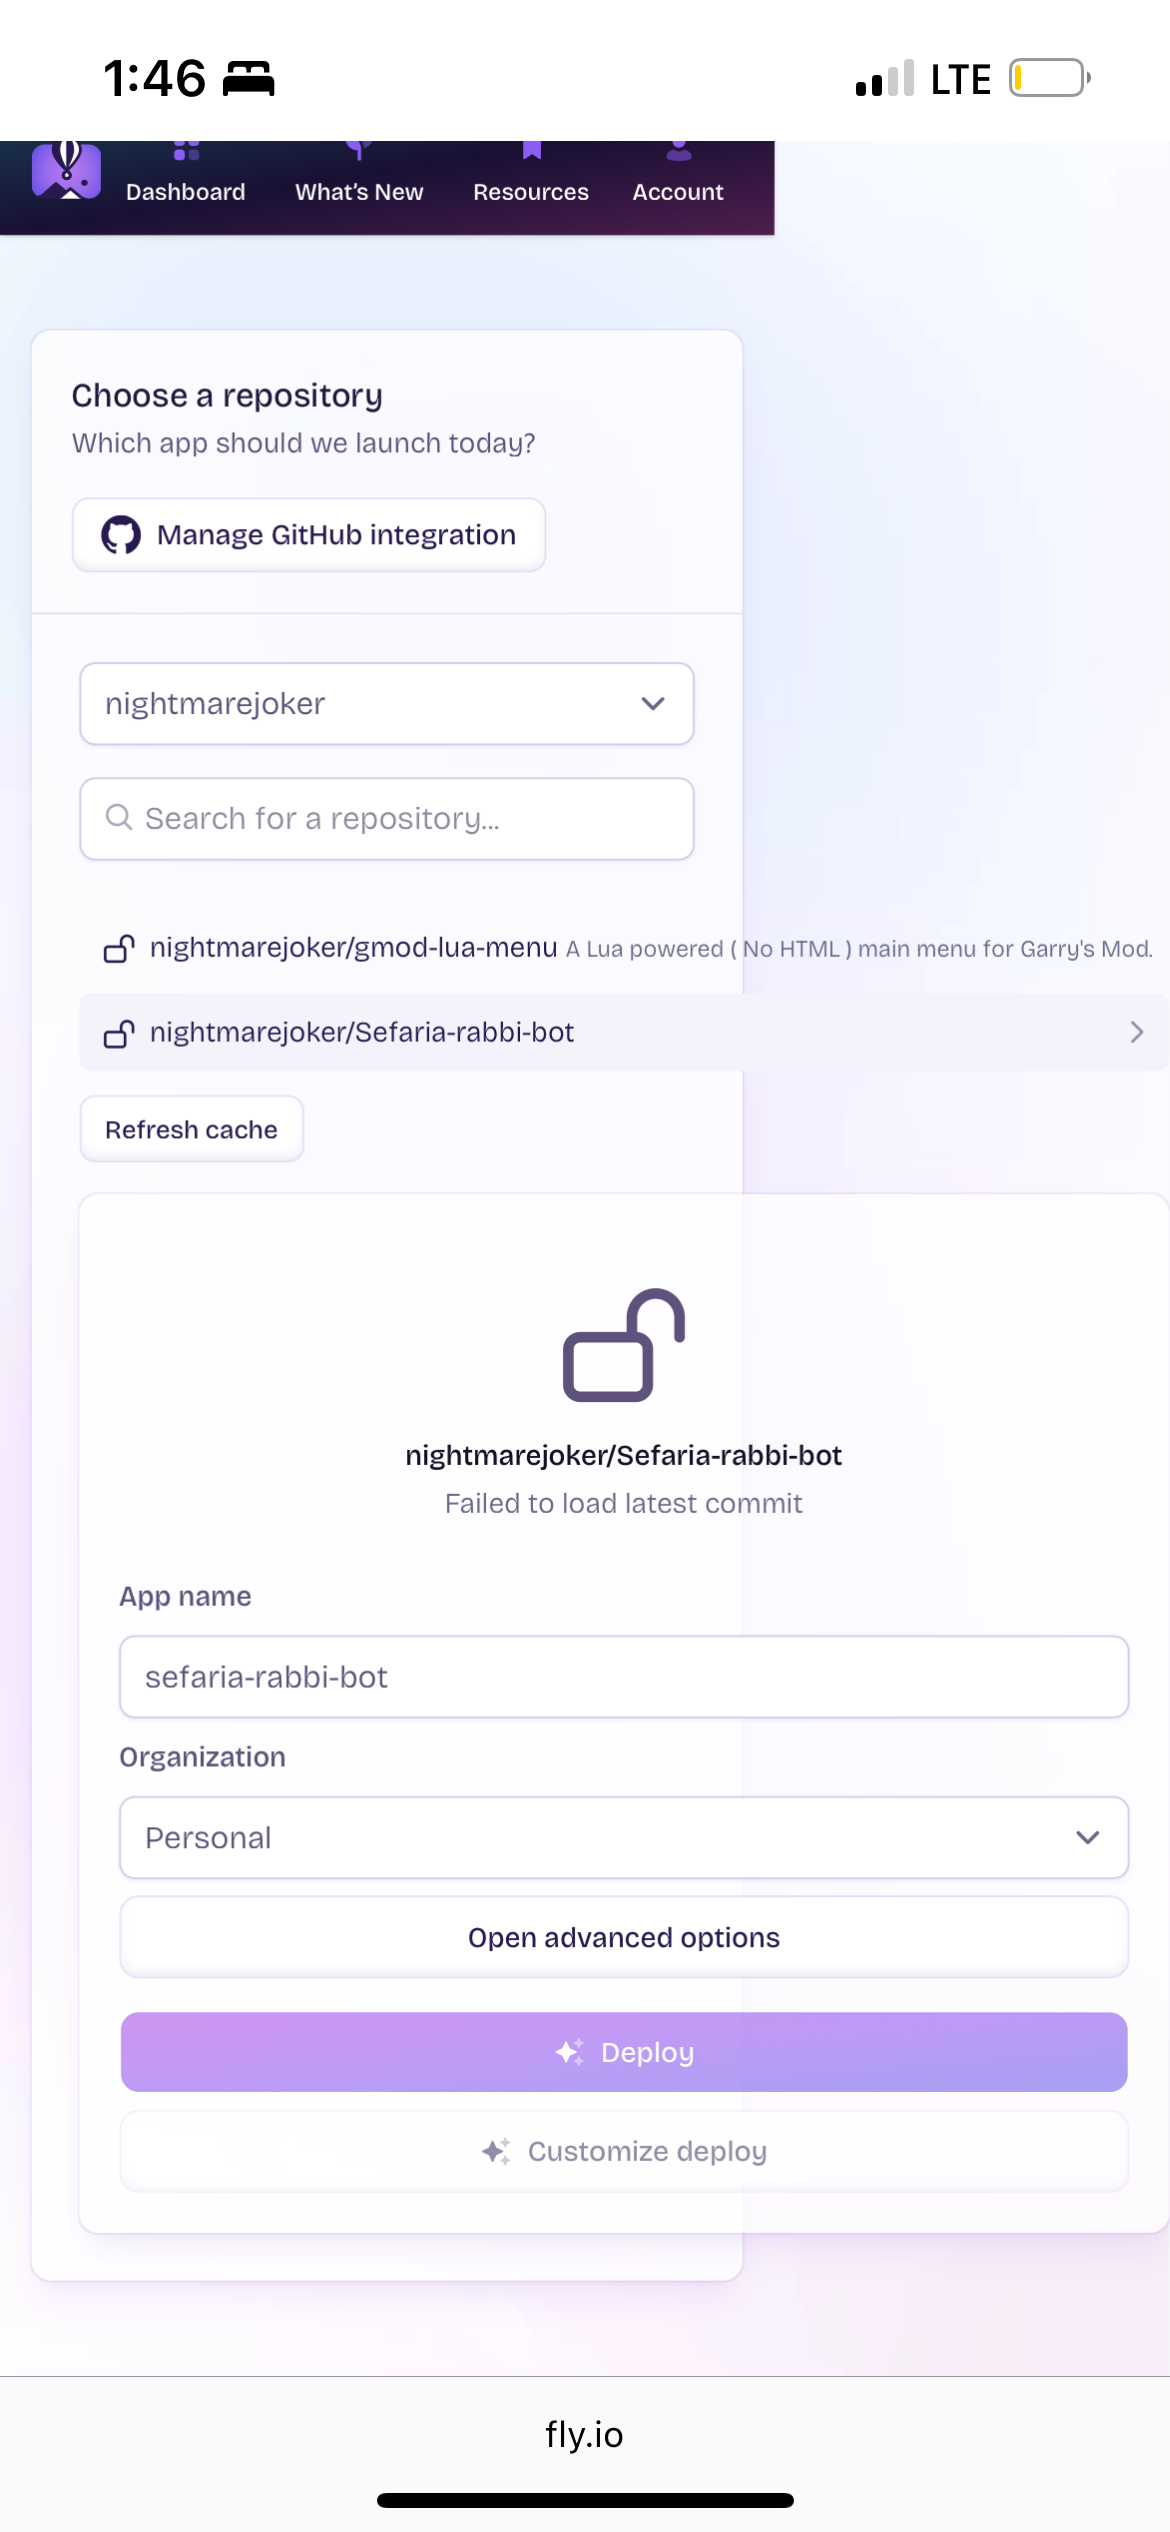 1:46
LTE
Dashboard What's New Resources Account
Choose a repository
Which app should we launch today?
Manage GitHub integration
nightmarejoker
Search for a repository...
nightmarejoker/gmod-lua-menu A Lua powered ( No HTML ) main menu for Garry's Mod.
nightmarejoker/Sefaria-rabbi-bot
Refresh cache
nightmarejoker/Sefaria-rabbi-bot
Failed to load latest commit
App name
sefaria-rabbi-bot
Organization
Personal
Open advanced options
Deploy
Customize deploy
fly.io